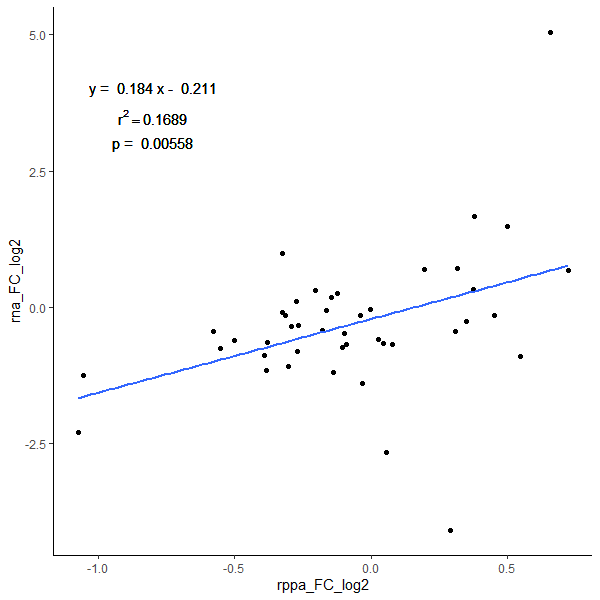 y = 0.184 x - 0.211
r2 = 0.1689
p = 0.00558
5.0
2.5
0.0
-2.5
rna_FC_log2
-1.0 -0.5 0.0 0.5
rppa_FC_log2